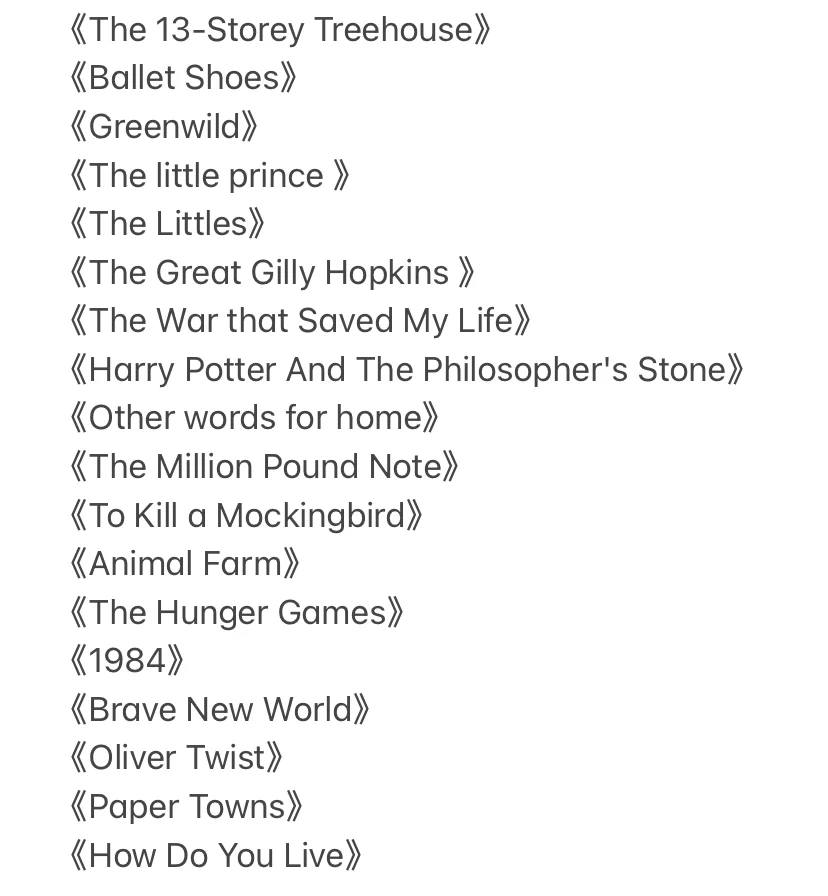 《The 13-Storey Treehouse》
《Ballet Shoes》
《Greenwild》
《The little prince 》
《The Littles》
《The Great Gilly Hopkins 》
《The War that Saved My Life》
《Harry Potter And The Philosopher's Stone》
《Other words for home》
《The Million Pound Note》
《To Kill a Mockingbird》
《Animal Farm》
《The Hunger Games》
《1984》
《Brave New World》
《Oliver Twist》
《Paper Towns》
《How Do You Live》